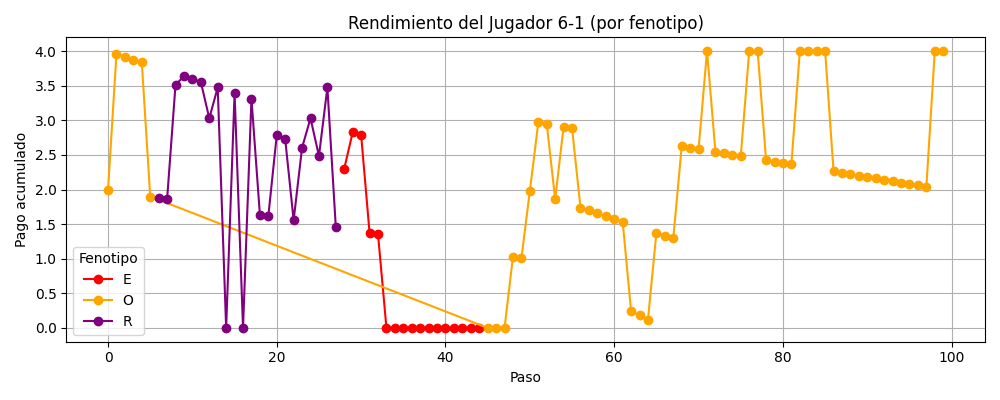 Rendimiento del Jugador 6-1 (por fenotipo)
Pago acumulado
4.0
3.5
3.0
2.5
2.0
1.5
1.0
0.5
0.0
Fenotipo
E
O
R
0 20 40 60 80 100
Paso